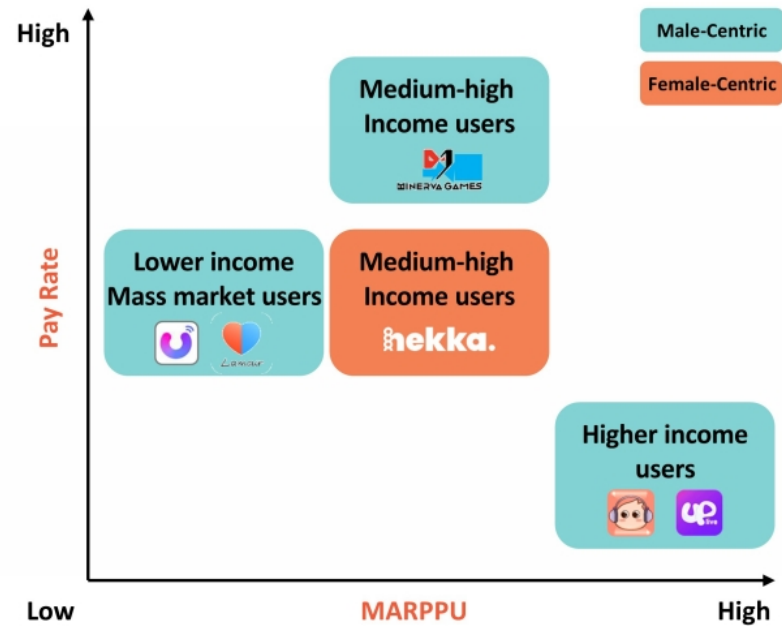 High
Male-Centric
Female-Centric
Medium-high
Income users
MINERVA GAMES
Pay Rate
Lower income
Mass market users
Medium-high
Income users
hekka.
Higher income
users
UP
live
Low
MARPPU
High